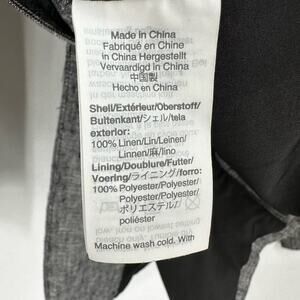 Made in China
Fabriqué en Chine
in China Hergestellt
Vervaardigd in China
中国製
Hecho en China
Shell/Extérieur/Oberstoff/
Buitenkant/シェル/tela
exterior:
100% Linen/Lin/Leinen/
Linnen/麻/lino
Lining/Doublure/Futter/
Voering/ライニング/forro:
100% Polyester/Polyester/
Polyester/Polyester/
ポリエステル/
poliéster
Machine wash cold. With